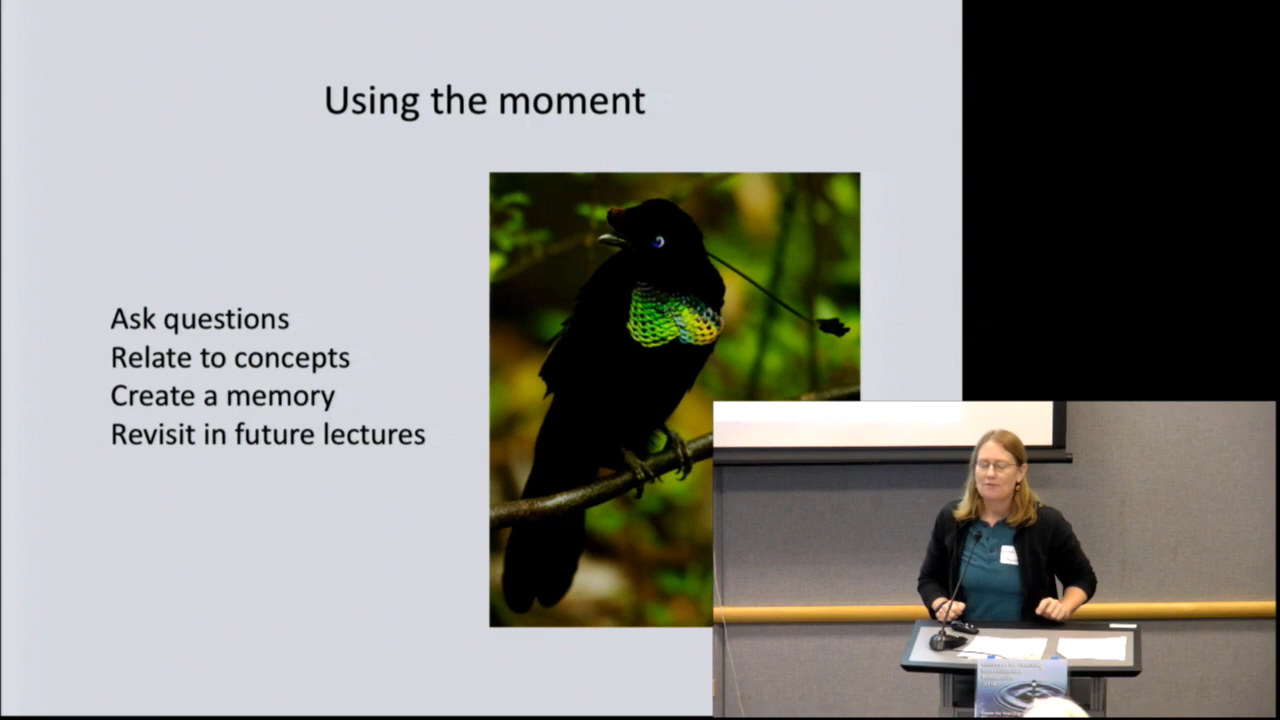 Using the moment
Ask questions
Relate to concepts
Create a memory
Revisit in future lectures